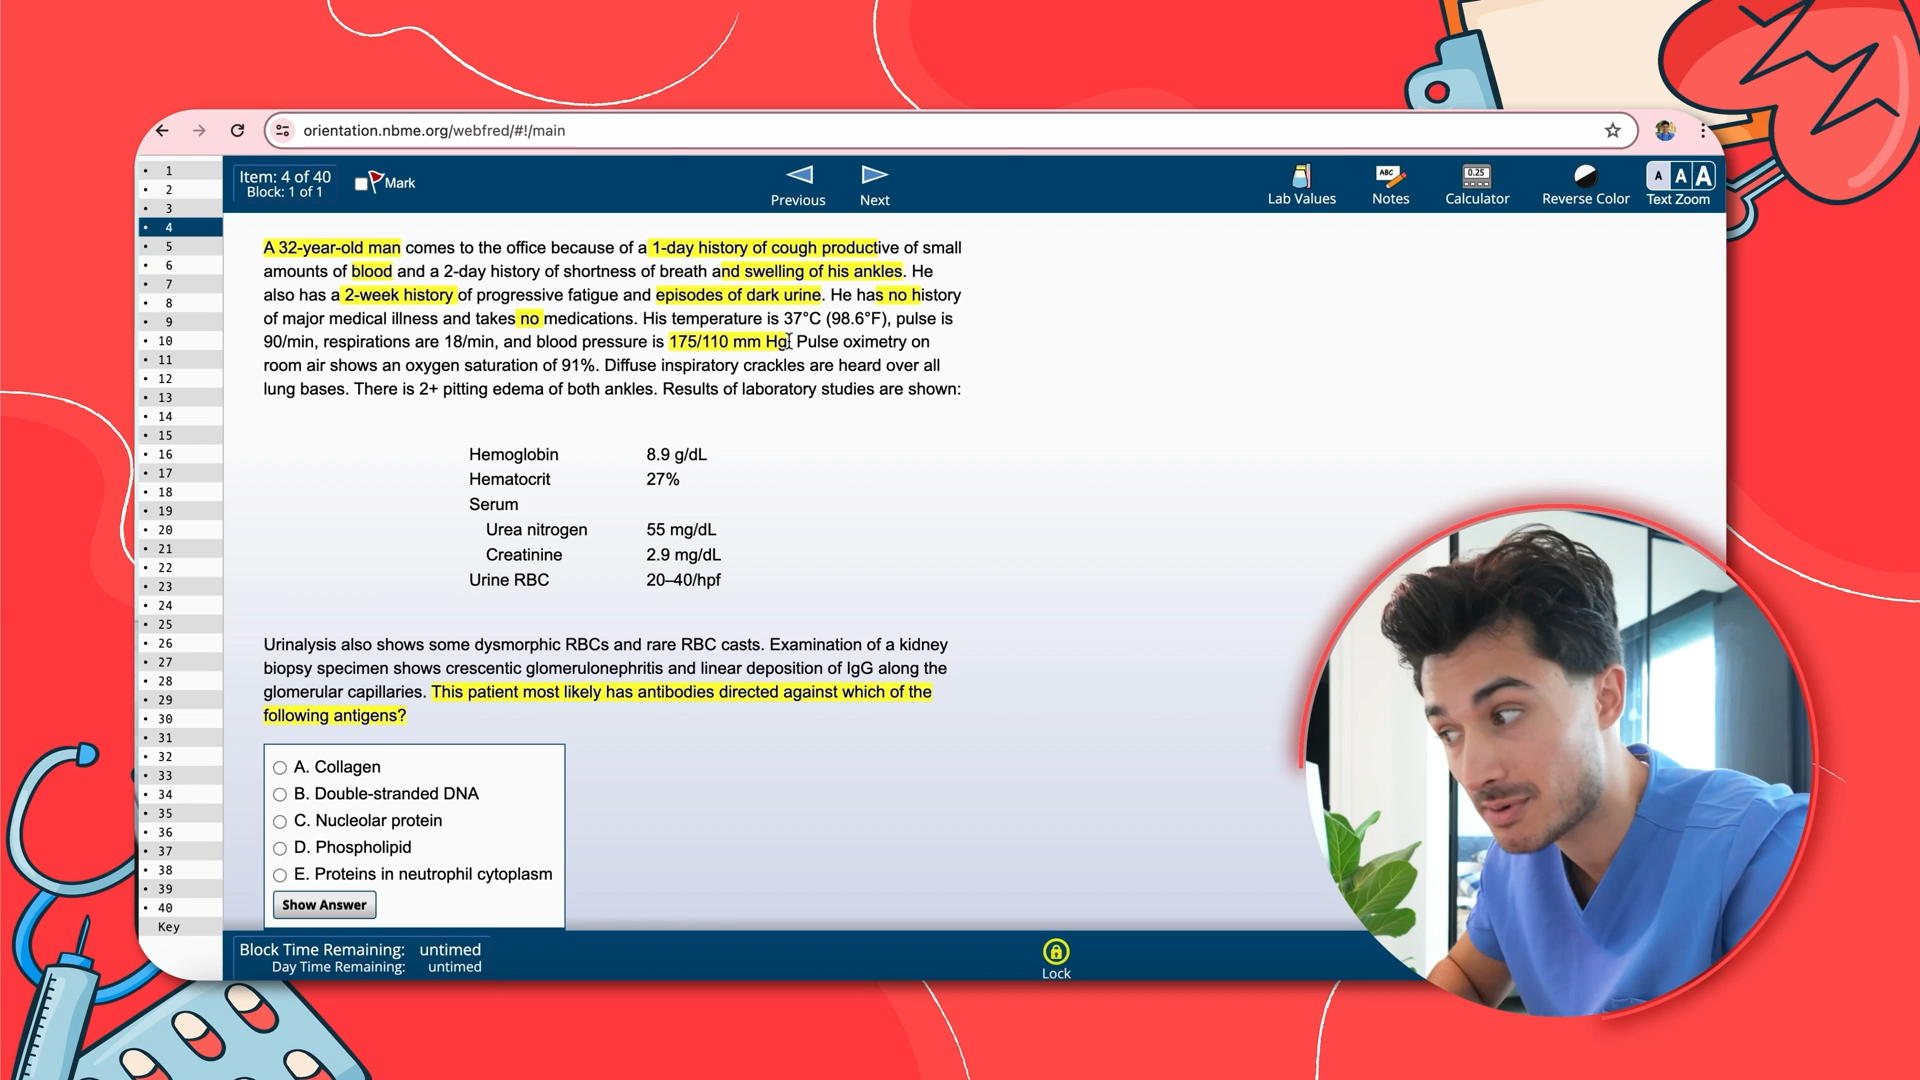 orientation.nbme.org/webfred/#!/main
Item: 4 of 40
Block: 1 of 1
Mark
Previous
Next
Lab Values
ABC
Notes
0.25
Calculator
Reverse Color
A A A
Text Zoom
1
2
3
4
5
6
7
8
9
10
11
12
13
14
15
16
17
18
19
20
21
22
23
24
25
26
27
28
29
30
31
32
33
34
35
36
37
38
39
40
Key
A 32-year-old man comes to the office because of a 1-day history of cough productive of small
amounts of blood and a 2-day history of shortness of breath and swelling of his ankles. He
also has a 2-week history of progressive fatigue and episodes of dark urine. He has no history
of major medical illness and takes no medications. His temperature is 37°C (98.6°F), pulse is
90/min, respirations are 18/min, and blood pressure is 175/110 mm Hg. Pulse oximetry on
room air shows an oxygen saturation of 91%. Diffuse inspiratory crackles are heard over all
lung bases. There is 2+ pitting edema of both ankles. Results of laboratory studies are shown:
Hemoglobin 8.9 g/dL
Hematocrit 27%
Serum
Urea nitrogen 55 mg/dL
Creatinine 2.9 mg/dL
Urine RBC 20–40/hpf
Urinalysis also shows some dysmorphic RBCs and rare RBC casts. Examination of a kidney
biopsy specimen shows crescentic glomerulonephritis and linear deposition of IgG along the
glomerular capillaries. This patient most likely has antibodies directed against which of the
following antigens?
A. Collagen
B. Double-stranded DNA
C. Nucleolar protein
D. Phospholipid
E. Proteins in neutrophil cytoplasm
Show Answer
Block Time Remaining: untimed
Day Time Remaining: untimed
Lock